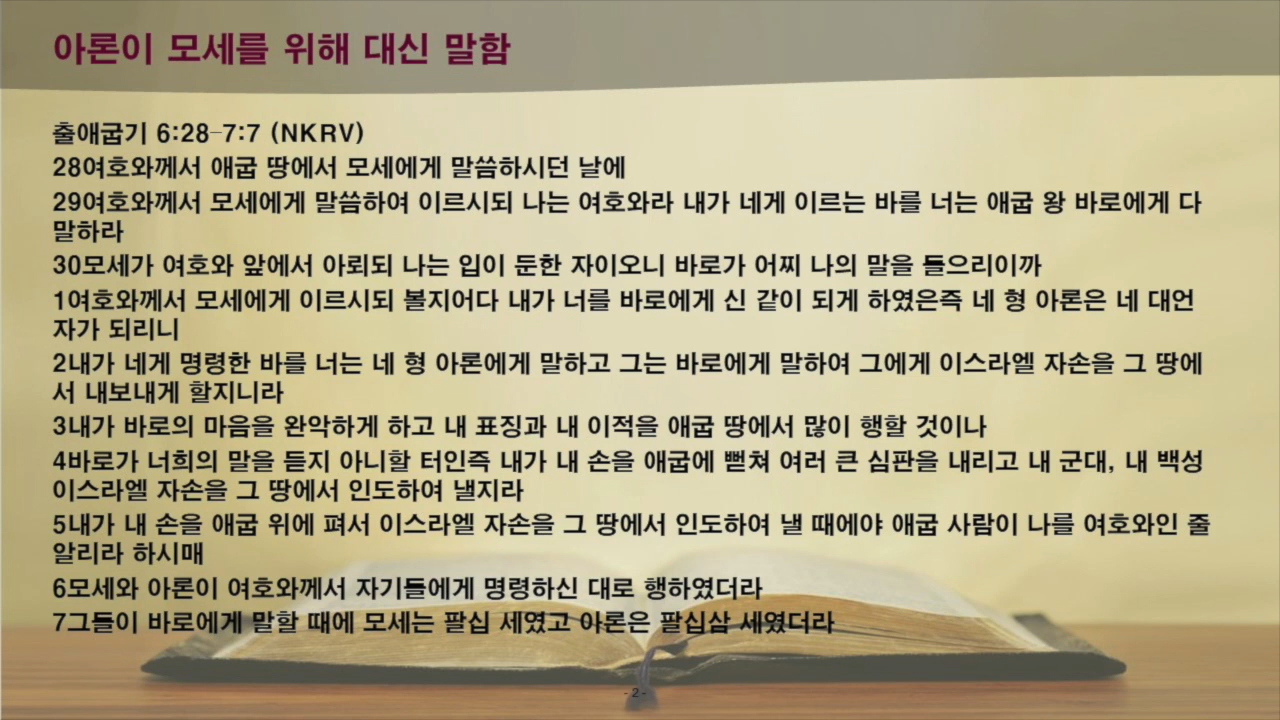 아론이 모세를 위해 대신 말함
출애굽기 6:28–7:7 (NKRV)
28여호와께서 애굽 땅에서 모세에게 말씀하시던 날에
29여호와께서 모세에게 말씀하여 이르시되 나는 여호와라 내가 네게 이르는 바를 너는 애굽 왕 바로에게 다
말하라
30모세가 여호와 앞에서 아뢰되 나는 입이 둔한 자이오니 바로가 어찌 나의 말을 들으리이까
1여호와께서 모세에게 이르시되 볼지어다 내가 너를 바로에게 신 같이 되게 하였은즉 네 형 아론은 네 대언
자가 되리니
2내가 네게 명령한 바를 너는 네 형 아론에게 말하고 그는 바로에게 말하여 그에게 이스라엘 자손을 그 땅에
서 내보내게 할지니라
3내가 바로의 마음을 완악하게 하고 내 표징과 내 이적을 애굽 땅에서 많이 행할 것이나
4바로가 너희의 말을 듣지 아니할 터인즉 내가 내 손을 애굽에 뻗쳐 여러 큰 심판을 내리고 내 군대, 내 백성
이스라엘 자손을 그 땅에서 인도하여 낼지라
5내가 내 손을 애굽 위에 펴서 이스라엘 자손을 그 땅에서 인도하여 낼 때에야 애굽 사람이 나를 여호와인 줄
알리라 하시매
6모세와 아론이 여호와께서 자기들에게 명령하신 대로 행하였더라
7그들이 바로에게 말할 때에 모세는 팔십 세였고 아론은 팔십삼 세였더라
- 2 -